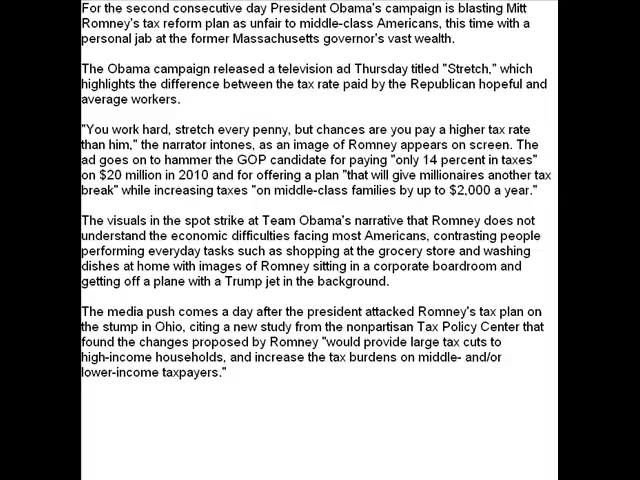 For the second consecutive day President Obama's campaign is blasting Mitt
Romney's tax reform plan as unfair to middle-class Americans, this time with a
personal jab at the former Massachusetts governor's vast wealth.
The Obama campaign released a television ad Thursday titled "Stretch," which
highlights the difference between the tax rate paid by the Republican hopeful and
average workers.
"You work hard, stretch every penny, but chances are you pay a higher tax rate
than him," the narrator intones, as an image of Romney appears on screen. The
ad goes on to hammer the GOP candidate for paying "only 14 percent in taxes"
on $20 million in 2010 and for offering a plan "that will give millionaires another tax
break" while increasing taxes "on middle-class families by up to $2,000 a year."
The visuals in the spot strike at Team Obama's narrative that Romney does not
understand the economic difficulties facing most Americans, contrasting people
performing everyday tasks such as shopping at the grocery store and washing
dishes at home with images of Romney sitting in a corporate boardroom and
getting off a plane with a Trump jet in the background.
The media push comes a day after the president attacked Romney's tax plan on
the stump in Ohio, citing a new study from the nonpartisan Tax Policy Center that
found the changes proposed by Romney "would provide large tax cuts to
high-income households, and increase the tax burdens on middle- and/or
lower-income taxpayers."